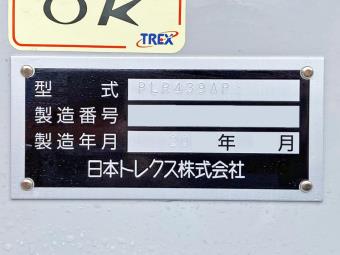 OK
TREX
型式 PLR439AP
製造番号
製造年月 年 月
日本トレクス株式会社